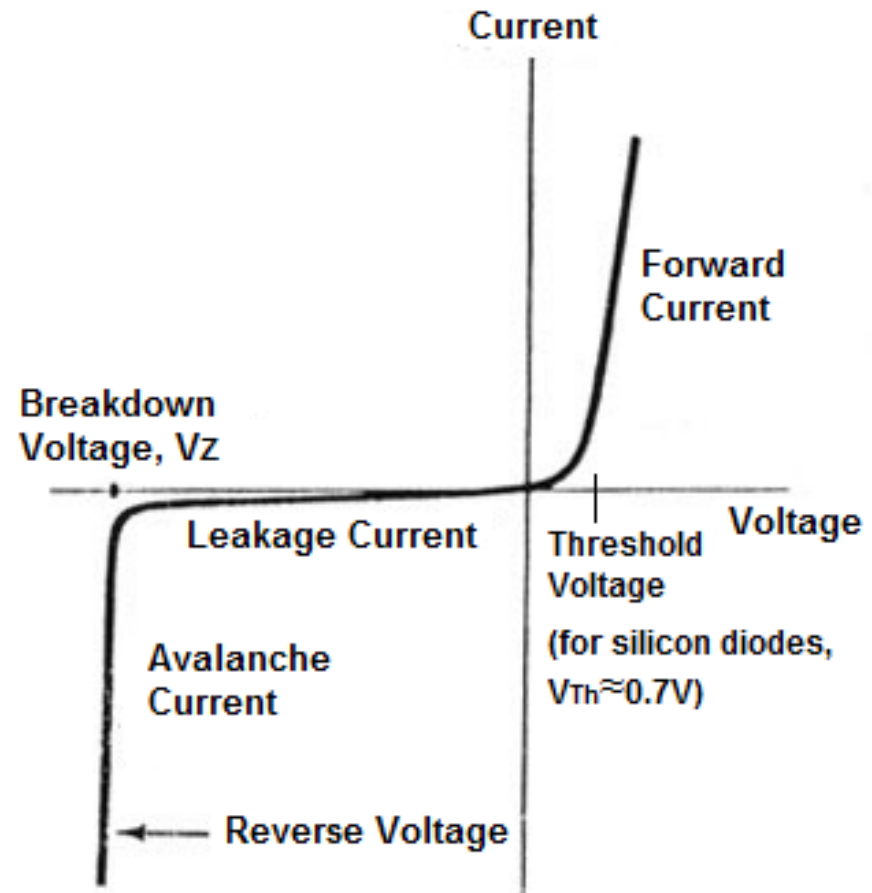 Current
Forward
Current
Breakdown
Voltage, Vz
Leakage Current
Voltage
Threshold
Voltage
(for silicon diodes,
VTh≈0.7V)
Avalanche
Current
Reverse Voltage